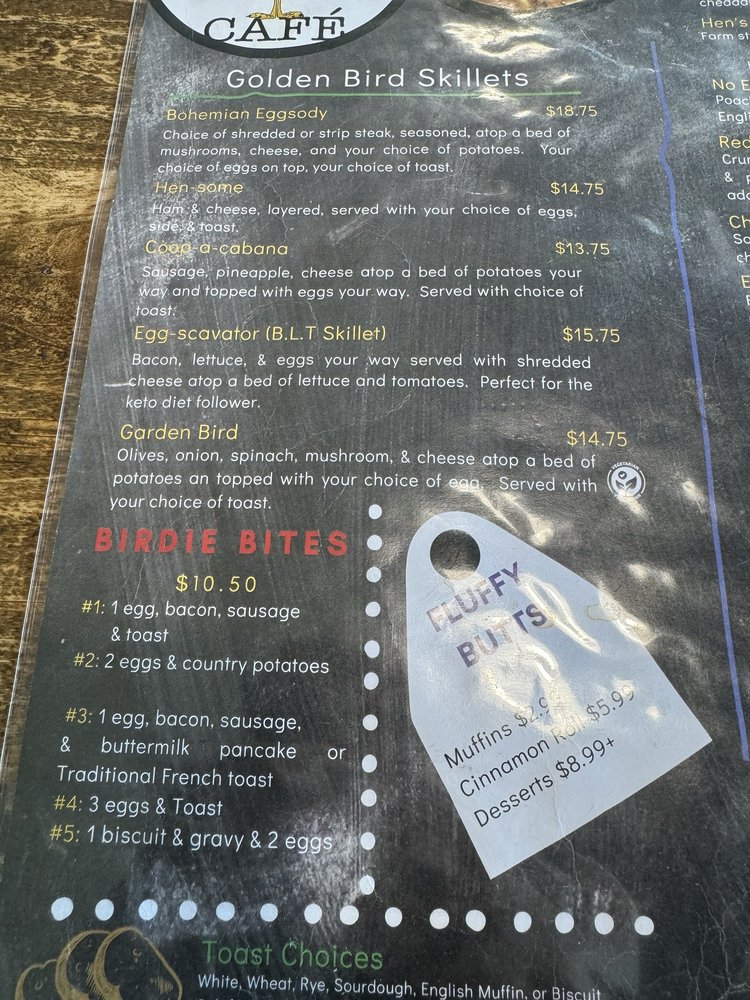 CAFÉ
Golden Bird Skillets
Bohemian Eggsody $18.75
Choice of shredded or strip steak, seasoned, atop a bed of
mushrooms, cheese, and your choice of potatoes. Your
choice of eggs on top, your choice of toast.
Hen-some $14.75
Ham & cheese, layered, served with your choice of eggs,
side, & toast.
Coop-a-cabana $13.75
Sausage, pineapple, cheese atop a bed of potatoes your
way and topped with eggs your way. Served with choice of
toast.
Egg-scavator (B.L.T Skillet) $15.75
Bacon, lettuce, & eggs your way served with shredded
cheese atop a bed of lettuce and tomatoes. Perfect for the
keto diet follower.
Garden Bird $14.75
Olives, onion, spinach, mushroom, & cheese atop a bed of
potatoes an topped with your choice of egg. Served with
your choice of toast.
VEGETARIAN
BIRDIE BITES
$10.50
#1: 1 egg, bacon, sausage
& toast
#2: 2 eggs & country potatoes
#3: 1 egg, bacon, sausage,
& buttermilk pancake or
Traditional French toast
#4: 3 eggs & Toast
#5: 1 biscuit & gravy & 2 eggs
FLUFFY
BUTTS
Muffins $2.9
Cinnamon Roll $5.99
Desserts $8.99+
Toast Choices
White, Wheat, Rye, Sourdough, English Muffin, or Biscuit
Hen's
Farm
No